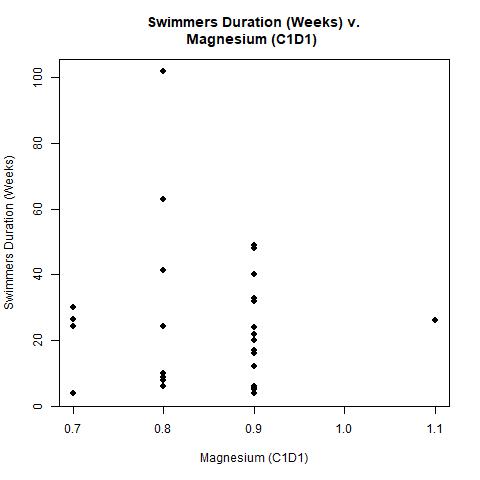 Swimmers Duration (Weeks) v.
Magnesium (C1D1)
Swimmers Duration (Weeks)
100
80
60
40
20
0
0.7 0.8 0.9 1.0 1.1
Magnesium (C1D1)